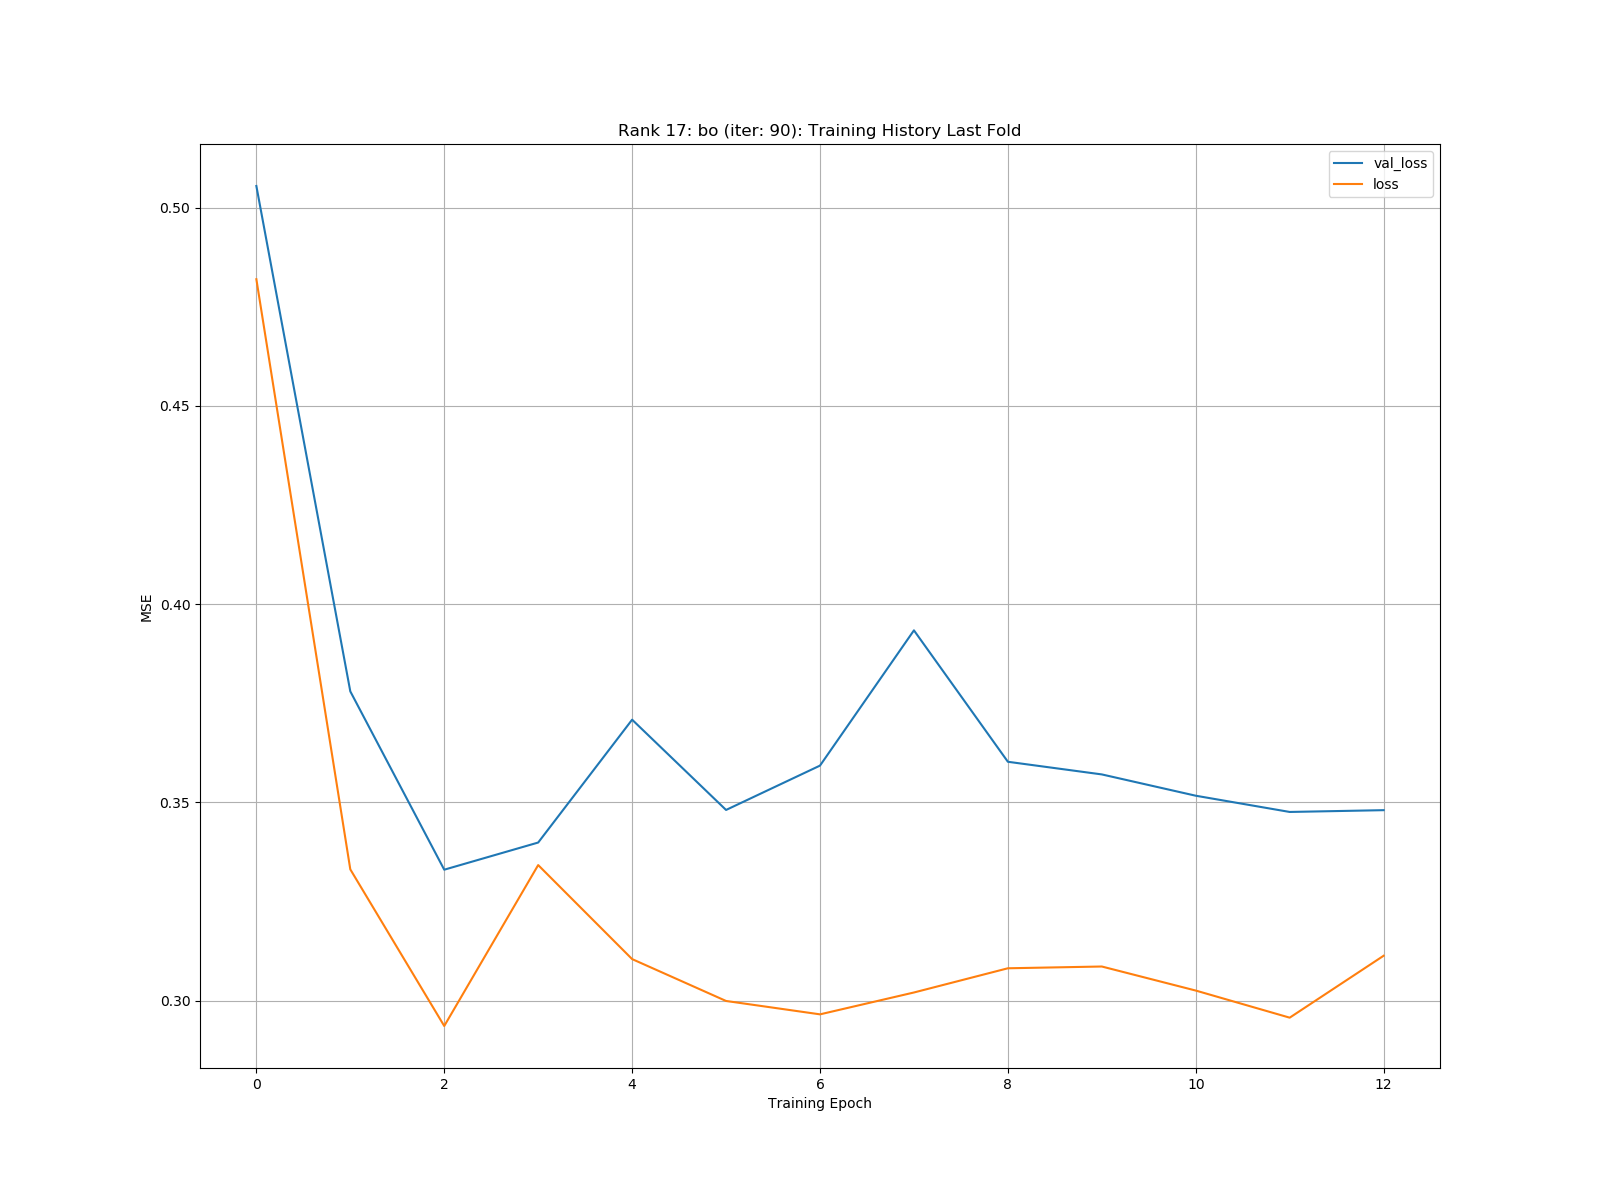 Rank 17: bo (iter: 90): Training History Last Fold
val_loss
loss
MSE
0.50
0.45
0.40
0.35
0.30
0 2 4 6 8 10 12
Training Epoch